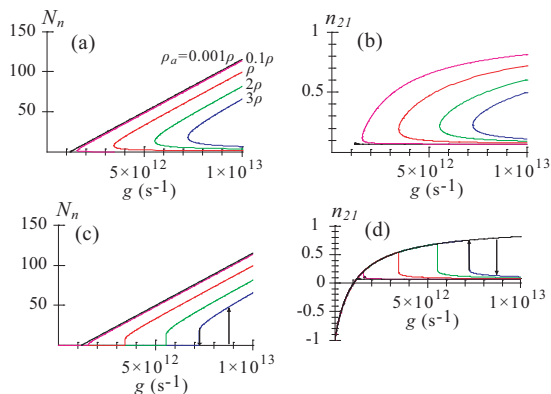 N_n
150
100
50
(a)
ρ_a=0.001ρ
0.1ρ
ρ
2ρ
3ρ
5×10^12
1×10^13
g (s^-1)
n_21
1
0.5
(b)
5×10^12
1×10^13
g (s^-1)
N_n
150
100
50
(c)
5×10^12
1×10^13
g (s^-1)
n_21
1
0.5
0
-0.5
-1
(d)
5×10^12
1×10^13
g (s^-1)